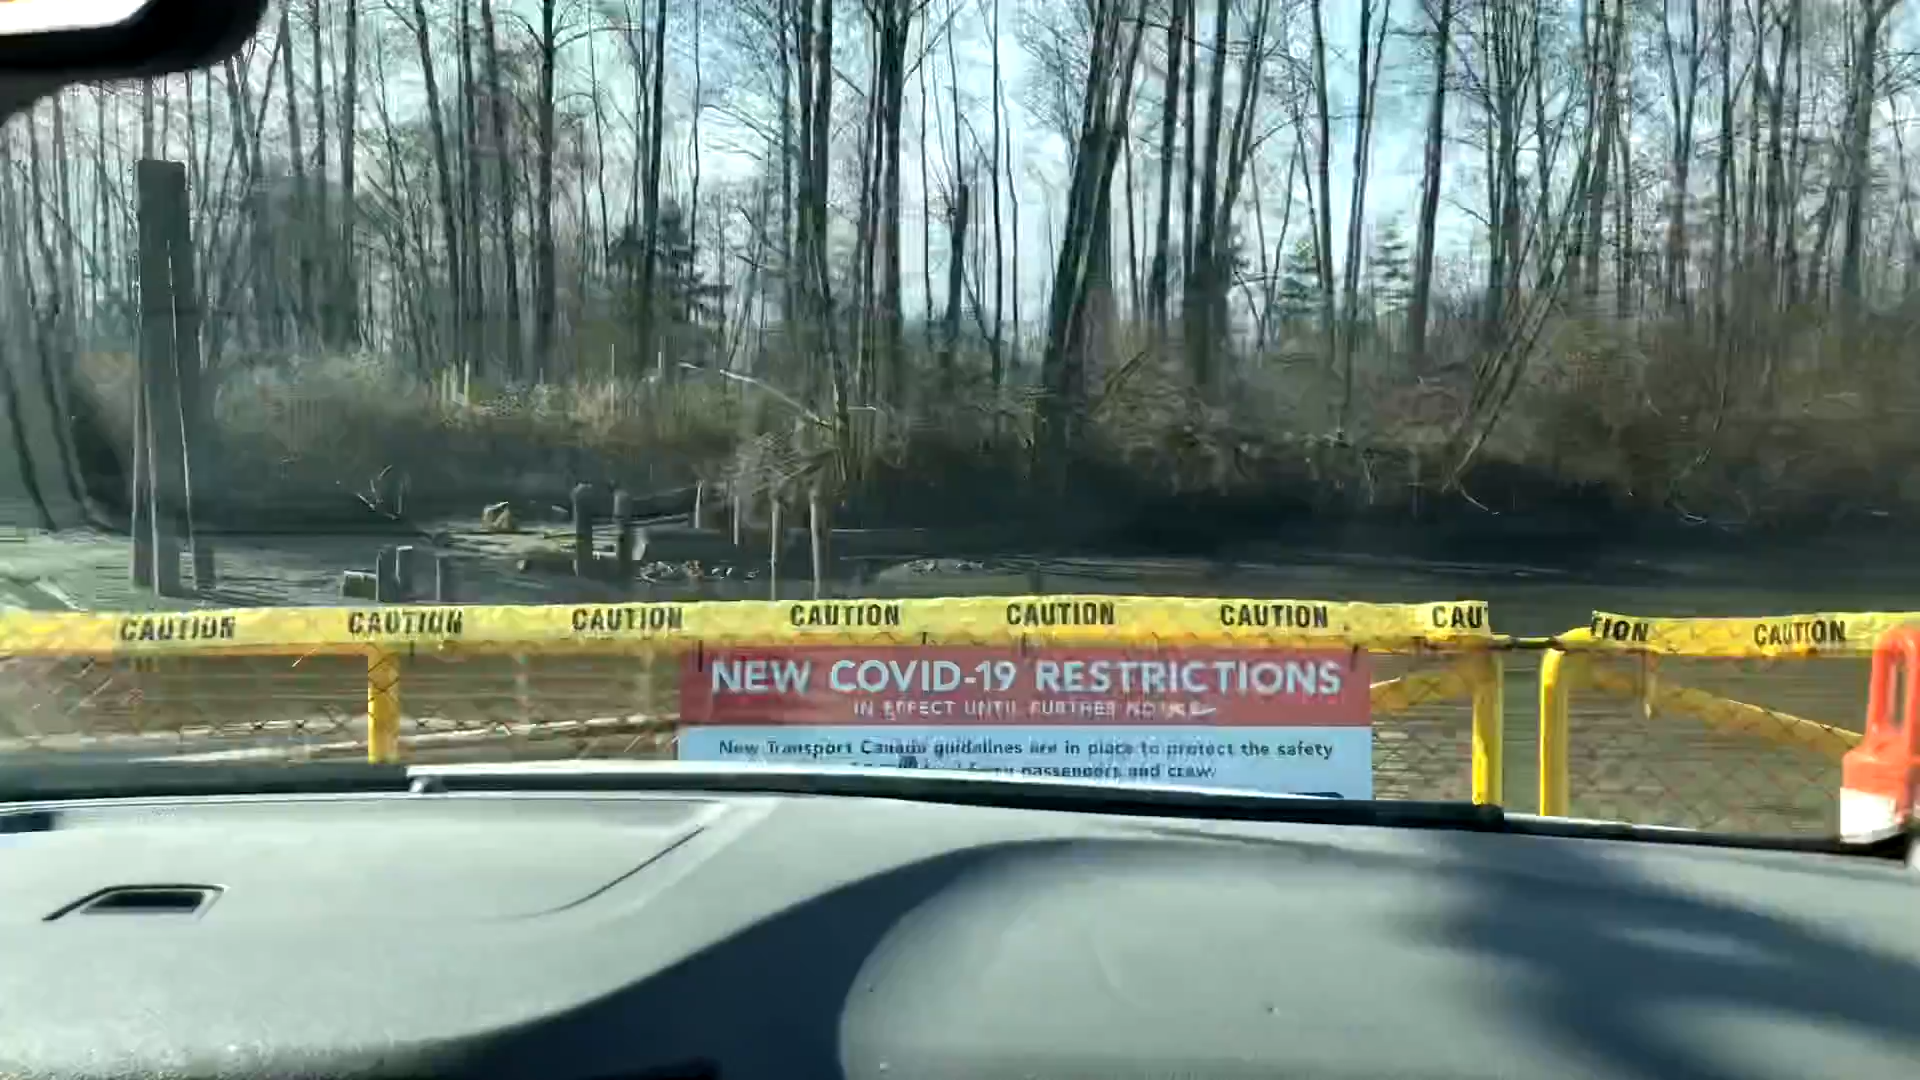 CAUTION CAUTION CAUTION CAUTION CAUTION CAUTION CAU TION CAUTION
NEW COVID-19 RESTRICTIONS
IN EFFECT UNTIL FURTHER NOTICE
New Transport Canada guidelines are in place to protect the safety
passengers and crew.